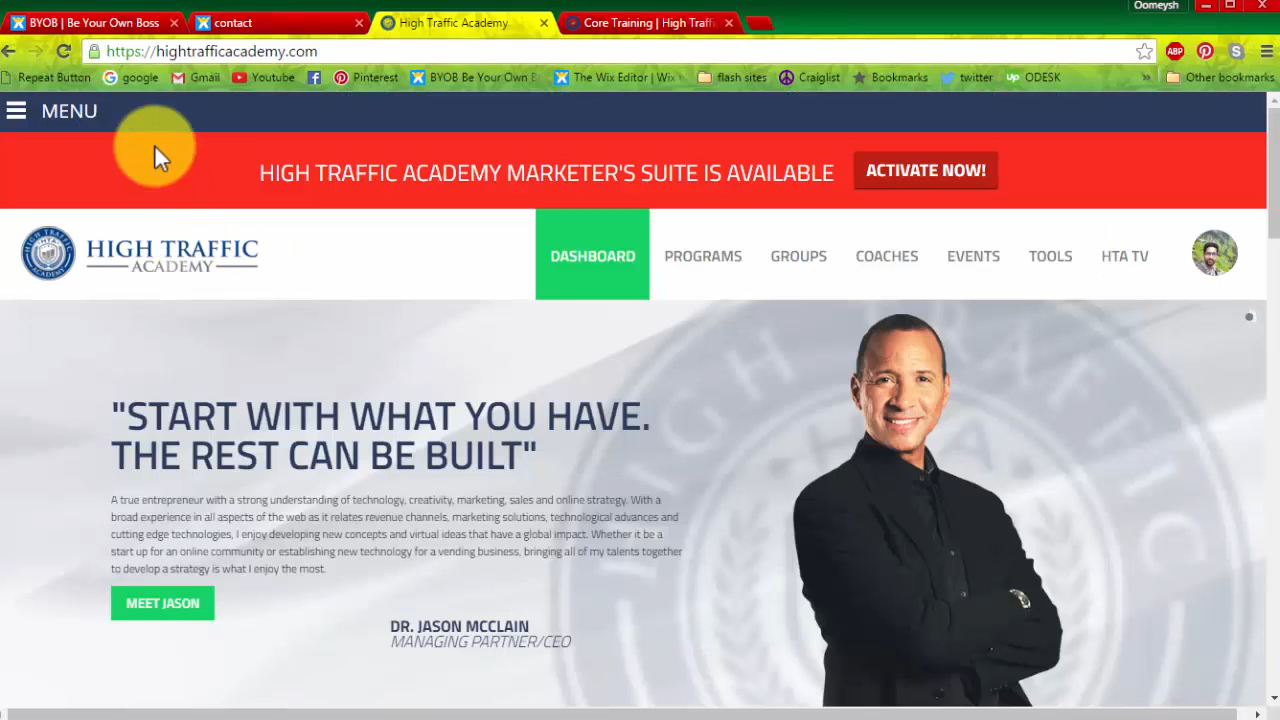 Oomeysh
BYOB | Be Your Own Boss
contact
High Traffic Academy
Core Training | High Traffi
https://hightrafficacademy.com
ABP
Repeat Button
google
Gmail
Youtube
Pinterest
BYOB Be Your Own B
The Wix Editor | Wix
flash sites
Craiglist
Bookmarks
twitter
Up
ODESK
Other bookmarks
MENU
HIGH TRAFFIC ACADEMY MARKETER'S SUITE IS AVAILABLE
ACTIVATE NOW!
HIGH TRAFFIC
ACADEMY
DASHBOARD
PROGRAMS
GROUPS
COACHES
EVENTS
TOOLS
HTA TV
"START WITH WHAT YOU HAVE.
THE REST CAN BE BUILT"
A true entrepreneur with a strong understanding of technology, creativity, marketing, sales and online strategy. With a
broad experience in all aspects of the web as it relates revenue channels, marketing solutions, technological advances and
cutting edge technologies, I enjoy developing new concepts and virtual ideas that have a global impact. Whether it be a
start up for an online community or establishing new technology for a vending business, bringing all of my talents together
to develop a strategy is what I enjoy the most.
MEET JASON
DR. JASON MCCLAIN
MANAGING PARTNER/CEO